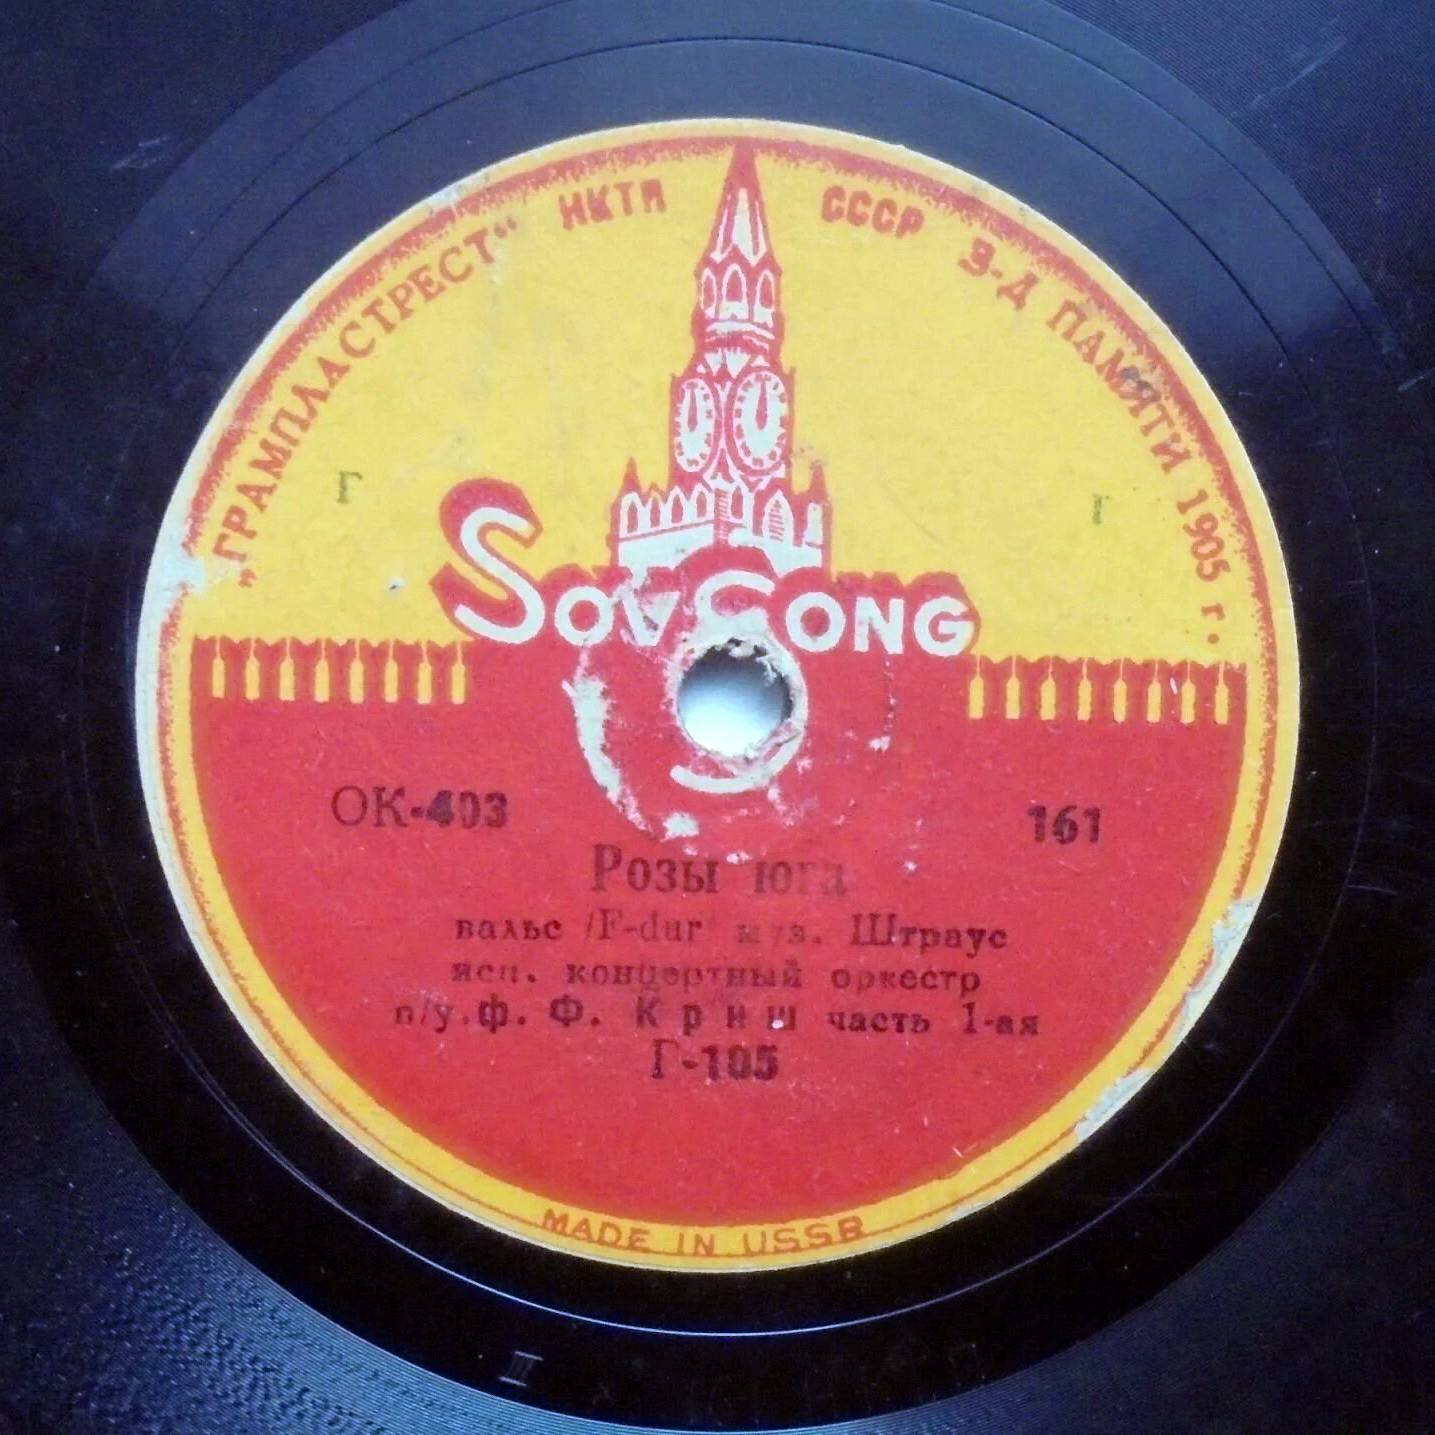 „ГРАМПЛАСТРЕСТ“ НКТП СССР З-Д ПАМЯТИ 1905 г.
Г Г
SovSong
ОК-403 161
Розы юга
вальс /F-dur/ муз. Штраус
исп. концертный оркестр
п/у. ф. Ф. Криш часть 1-ая
Г-105
MADE IN USSR
III